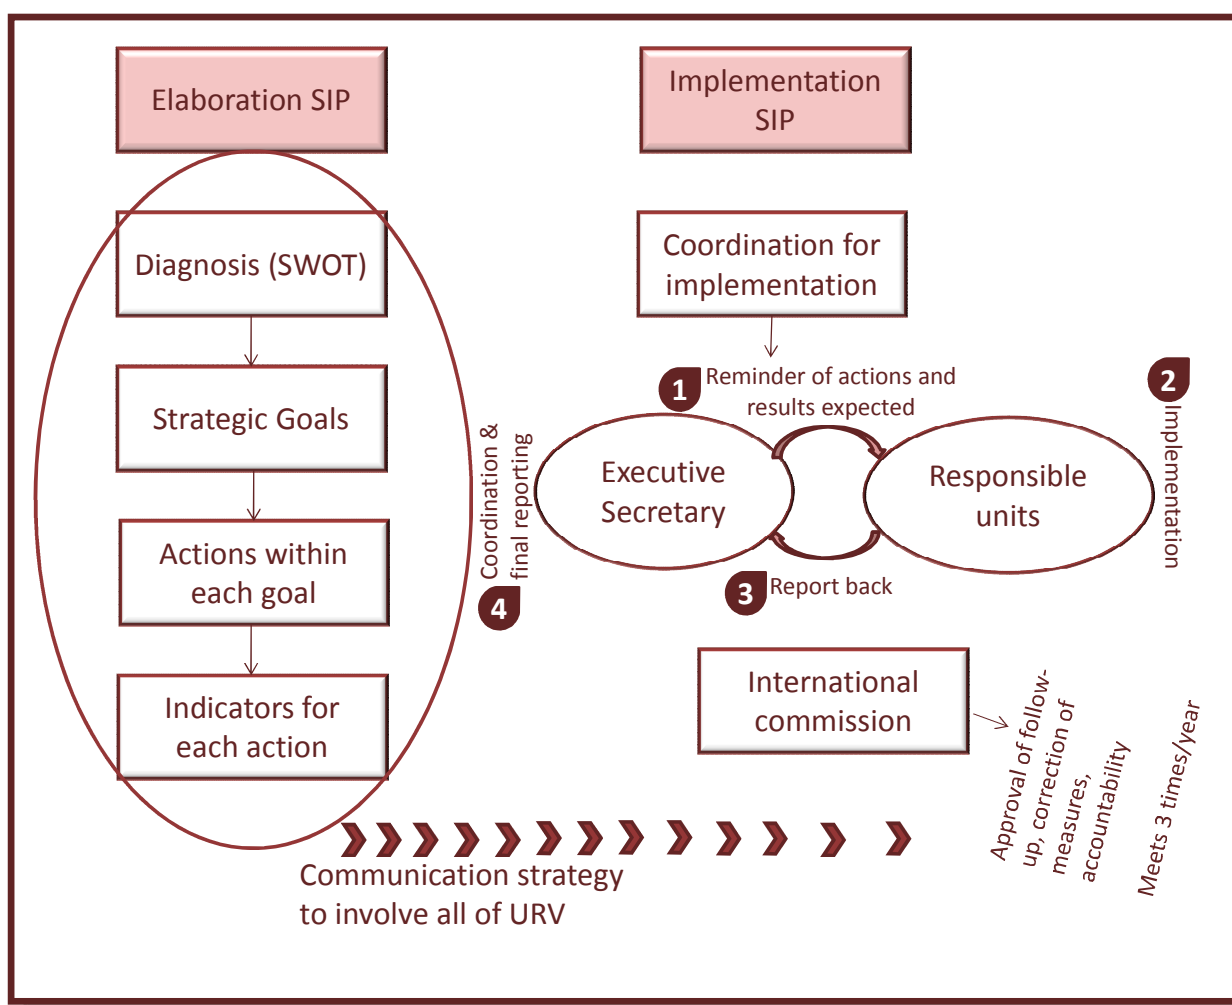 Elaboration SIP
Implementation
SIP
Diagnosis (SWOT)
Strategic Goals
Actions within
each goal
Indicators for
each action
Coordination for
implementation
1
Reminder of actions and
results expected
2
Implementation
Executive
Secretary
Responsible
units
3
Report back
4
Coordination &
final reporting
International
commission
Approval of follow-
up, correction of
measures,
accountability
Meets 3 times/year
Communication strategy
to involve all of URV